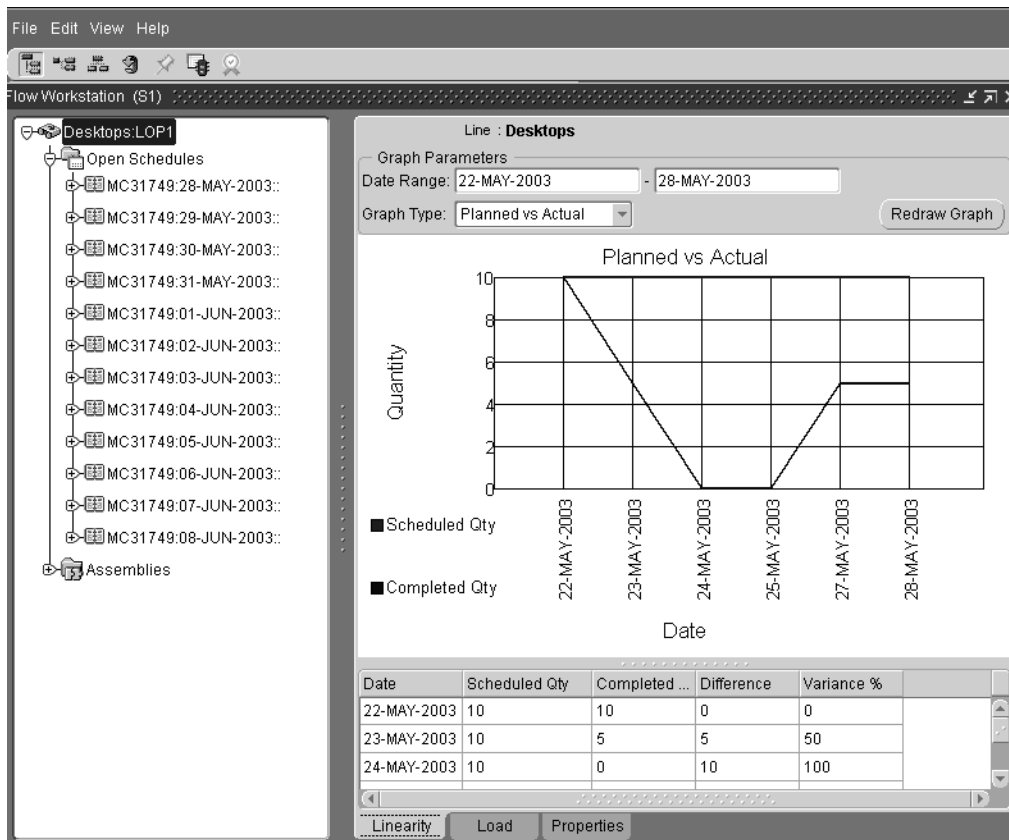 File Edit View Help
Flow Workstation (S1)
Desktops:LOP1
Open Schedules
MC31749:28-MAY-2003::
MC31749:29-MAY-2003::
MC31749:30-MAY-2003::
MC31749:31-MAY-2003::
MC31749:01-JUN-2003::
MC31749:02-JUN-2003::
MC31749:03-JUN-2003::
MC31749:04-JUN-2003::
MC31749:05-JUN-2003::
MC31749:06-JUN-2003::
MC31749:07-JUN-2003::
MC31749:08-JUN-2003::
Assemblies
Line : Desktops
Graph Parameters
Date Range: 22-MAY-2003 - 28-MAY-2003
Graph Type: Planned vs Actual Redraw Graph
Planned vs Actual
Quantity
10
8
6
4
2
0
22-MAY-2003
23-MAY-2003
24-MAY-2003
25-MAY-2003
27-MAY-2003
28-MAY-2003
Scheduled Qty
Completed Qty
Date
Date Scheduled Qty Completed ... Difference Variance %
22-MAY-2003 10 10 0 0
23-MAY-2003 10 5 5 50
24-MAY-2003 10 0 10 100
Linearity Load Properties